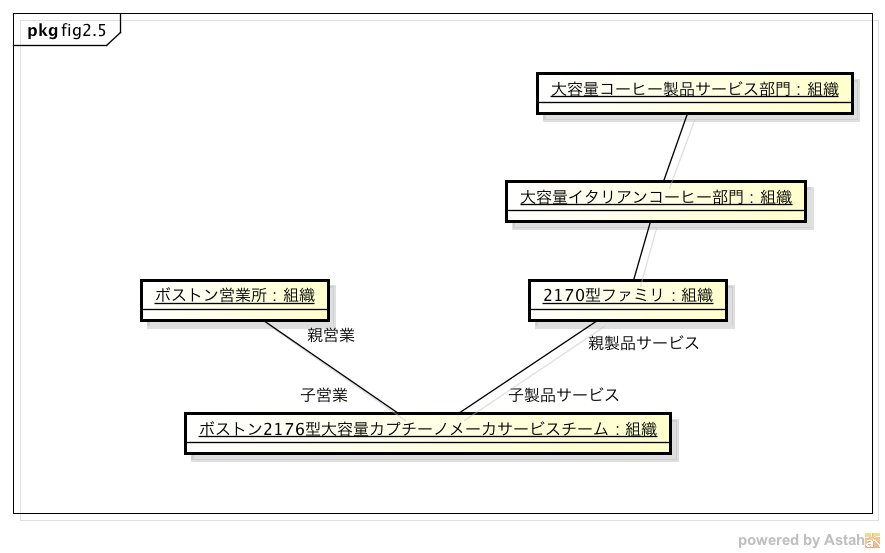 pkg fig2.5
大容量コーヒー製品サービス部門：組織
大容量イタリアンコーヒー部門：組織
ボストン営業所：組織
2170型ファミリ：組織
親営業
親製品サービス
子営業
子製品サービス
ボストン2176型大容量カプチーノメーカサービスチーム：組織
powered by Astah